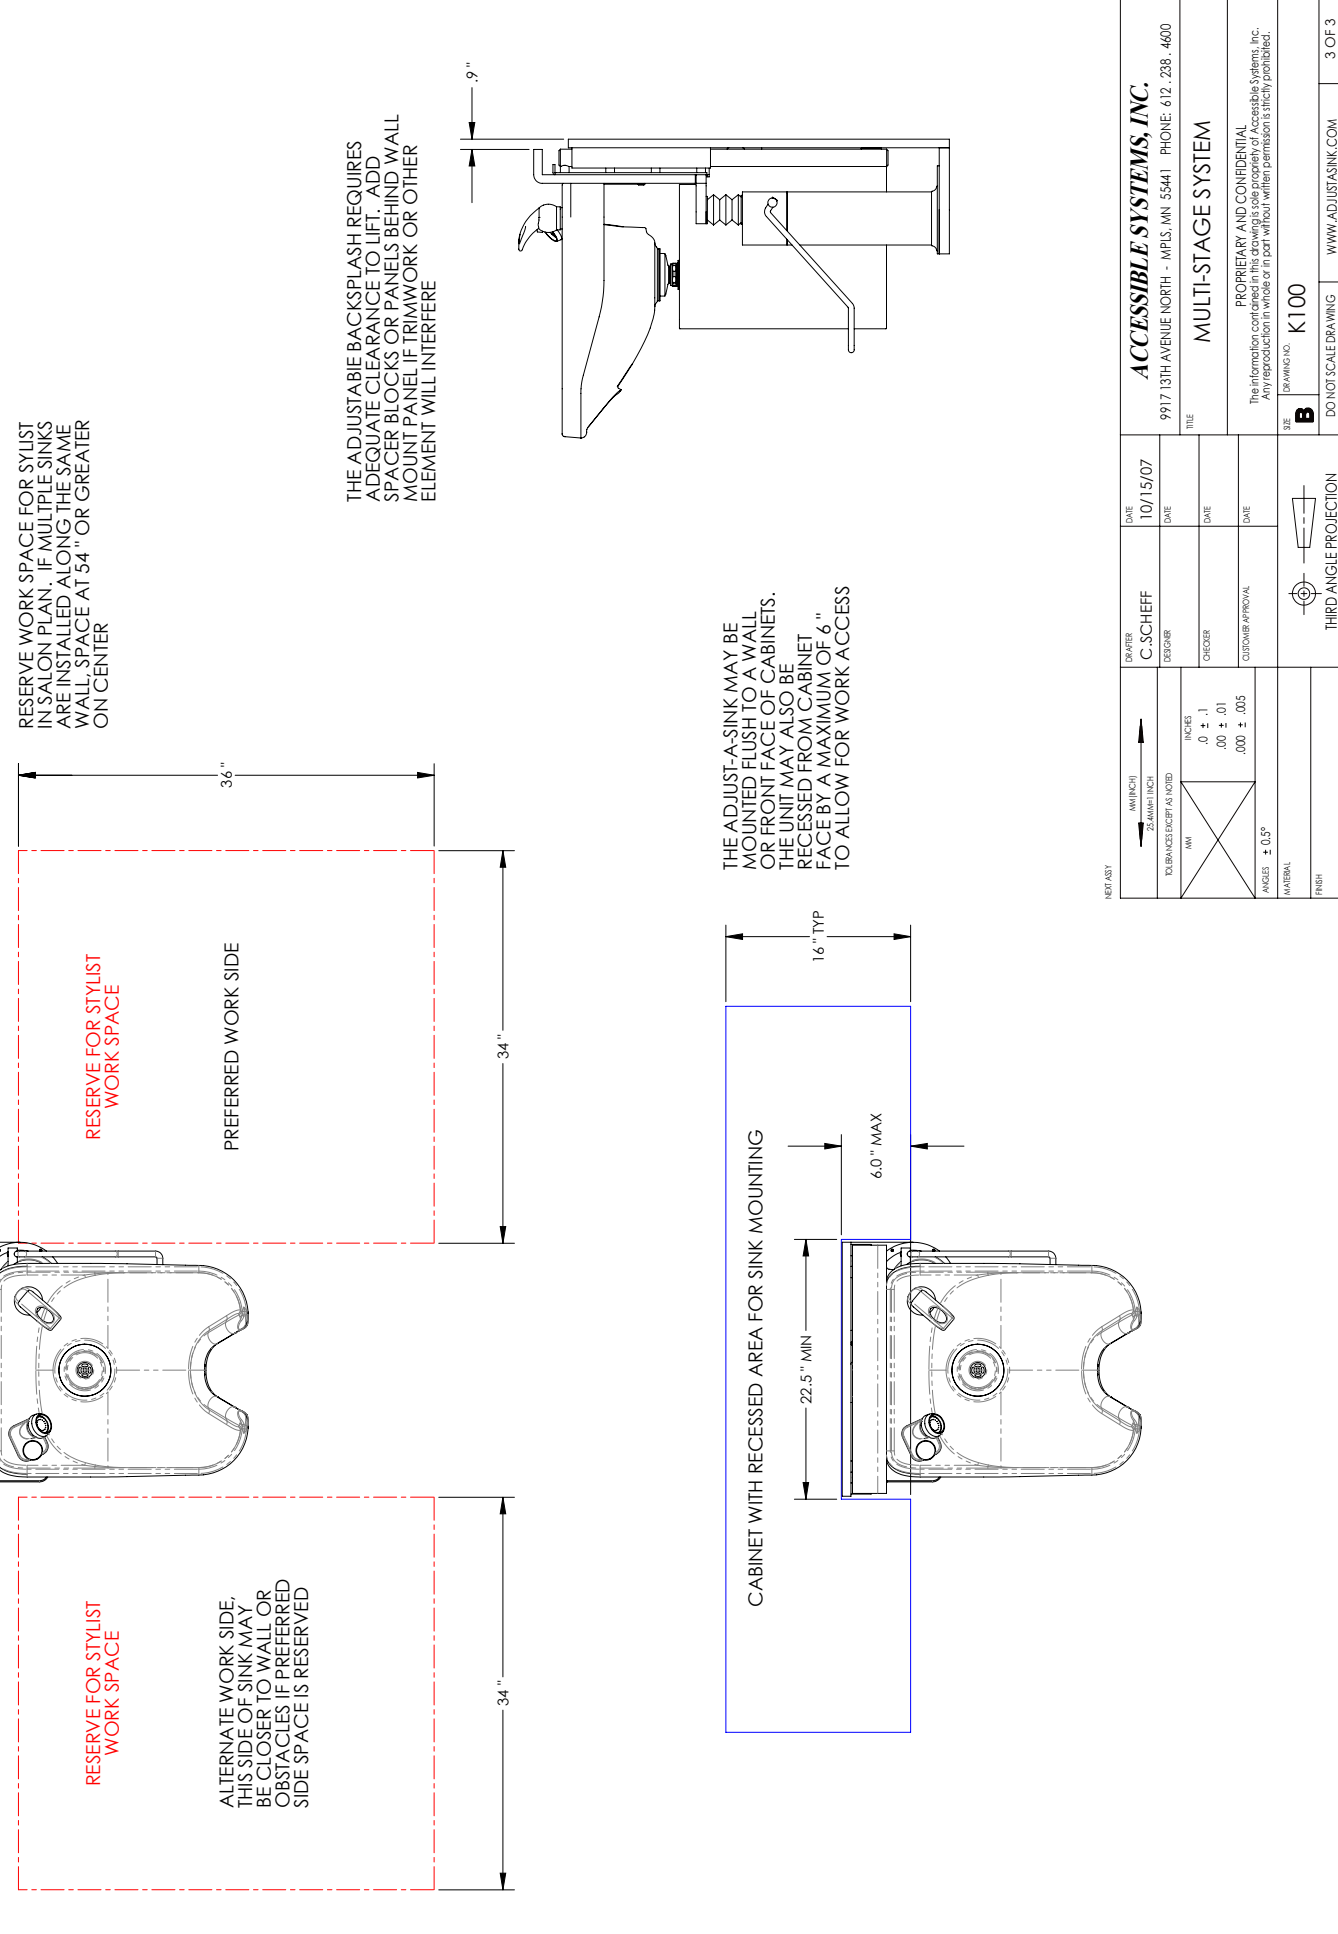 RESERVE WORK SPACE FOR SYLIST
IN SALON PLAN. IF MULTPLE SINKS
ARE INSTALLED ALONG THE SAME
WALL, SPACE AT 54" OR GREATER
ON CENTER
36"
RESERVE FOR STYLIST
WORK SPACE
PREFERRED WORK SIDE
34"
RESERVE FOR STYLIST
WORK SPACE
ALTERNATE WORK SIDE,
THIS SIDE OF SINK MAY
BE CLOSER TO WALL OR
OBSTACLES IF PREFERRED
SIDE SPACE IS RESERVED
34"
THE ADJUSTABIE BACKSPLASH REQUIRES
ADEQUATE CLEARANCE TO LIFT. ADD
SPACER BLOCKS OR PANELS BEHIND WALL
MOUNT PANEL IF TRIMWORK OR OTHER
ELEMENT WILL INTERFERE
.9"
THE ADJUST-A-SINK MAY BE
MOUNTED FLUSH TO A WALL
OR FRONT FACE OF CABINETS.
THE UNIT MAY ALSO BE
RECESSED FROM CABINET
FACE BY A MAXIMUM OF 6"
TO ALLOW FOR WORK ACCESS
16" TYP
CABINET WITH RECESSED AREA FOR SINK MOUNTING
6.0" MAX
22.5" MIN
NEXT ASSY
MM [INCH]
25.4MM=1 INCH
TOLERANCES EXCEPT AS NOTED
MM
INCHES
.0 ± .1
.00 ± .01
.000 ± .005
ANGLES ± 0.5°
MATERIAL
FINISH
DRAFTER
C.SCHEFF
DATE
10/15/07
DESIGNER
DATE
CHECKER
DATE
CUSTOMER APPROVAL
DATE
THIRD ANGLE PROJECTION
ACCESSIBLE SYSTEMS, INC.
9917 13TH AVENUE NORTH - MPLS, MN 55441 PHONE: 612 . 238 . 4600
TITLE
MULTI-STAGE SYSTEM
PROPRIETARY AND CONFIDENTIAL
The information contained in this drawing is sole propriety of Accessible Systems, Inc.
Any reproduction in whole or in part without written permission is strictly prohibited.
SIZE
B
DRAWING NO.
K100
DO NOT SCALE DRAWING
WWW.ADJUSTASINK.COM
3 OF 3